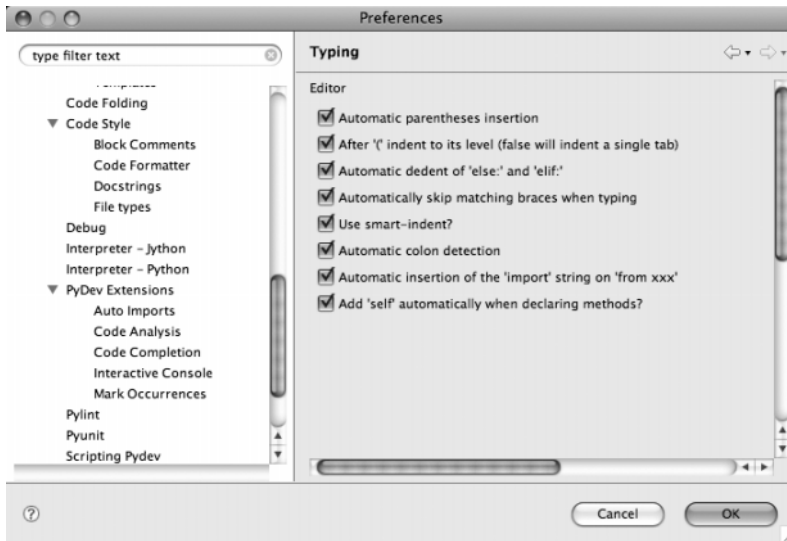 Preferences
type filter text
Code Folding
Code Style
Block Comments
Code Formatter
Docstrings
File types
Debug
Interpreter – Jython
Interpreter – Python
PyDev Extensions
Auto Imports
Code Analysis
Code Completion
Interactive Console
Mark Occurrences
Pylint
Pyunit
Scripting Pydev
Typing
Editor
Automatic parentheses insertion
After '(' indent to its level (false will indent a single tab)
Automatic dedent of 'else:' and 'elif:'
Automatically skip matching braces when typing
Use smart-indent?
Automatic colon detection
Automatic insertion of the 'import' string on 'from xxx'
Add 'self' automatically when declaring methods?
?
Cancel
OK